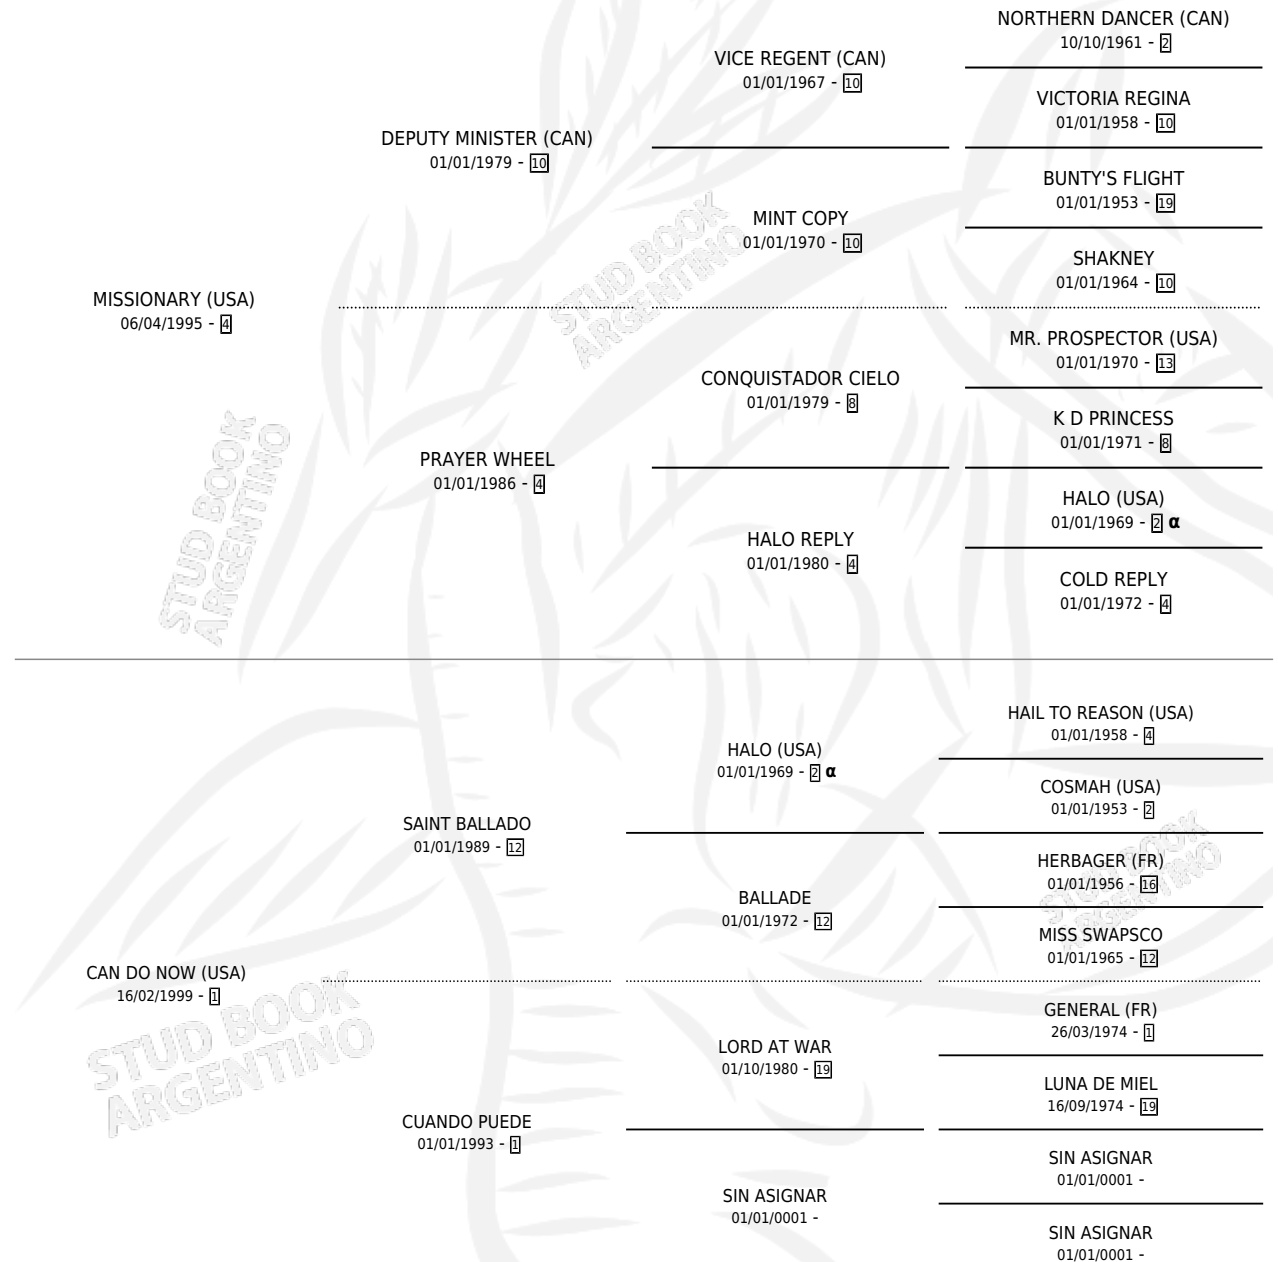 NORTHERN DANCER (CAN)
10/10/1961 - 2
VICE REGENT (CAN)
01/01/1967 - 10
VICTORIA REGINA
01/01/1958 - 10
DEPUTY MINISTER (CAN)
01/01/1979 - 10
BUNTY'S FLIGHT
01/01/1953 - 19
MINT COPY
01/01/1970 - 10
SHAKNEY
01/01/1964 - 10
MISSIONARY (USA)
06/04/1995 - 4
MR. PROSPECTOR (USA)
01/01/1970 - 13
CONQUISTADOR CIELO
01/01/1979 - 8
K D PRINCESS
01/01/1971 - 8
PRAYER WHEEL
01/01/1986 - 4
HALO (USA)
01/01/1969 - 2 α
HALO REPLY
01/01/1980 - 4
COLD REPLY
01/01/1972 - 4
HAIL TO REASON (USA)
01/01/1958 - 4
HALO (USA)
01/01/1969 - 2 α
COSMAH (USA)
01/01/1953 - 2
SAINT BALLADO
01/01/1989 - 12
HERBAGER (FR)
01/01/1956 - 16
BALLADE
01/01/1972 - 12
MISS SWAPSCO
01/01/1965 - 12
CAN DO NOW (USA)
16/02/1999 - 1
GENERAL (FR)
26/03/1974 - 1
LORD AT WAR
01/10/1980 - 19
LUNA DE MIEL
16/09/1974 - 19
CUANDO PUEDE
01/01/1993 - 1
SIN ASIGNAR
01/01/0001 -
SIN ASIGNAR
01/01/0001 -
SIN ASIGNAR
01/01/0001 -
STUD BOOK
ARGENTINO
STUD BOOK
ARGENTINO
STUD BOOK
ARGENTINO
STUD BOOK
ARGENTINO